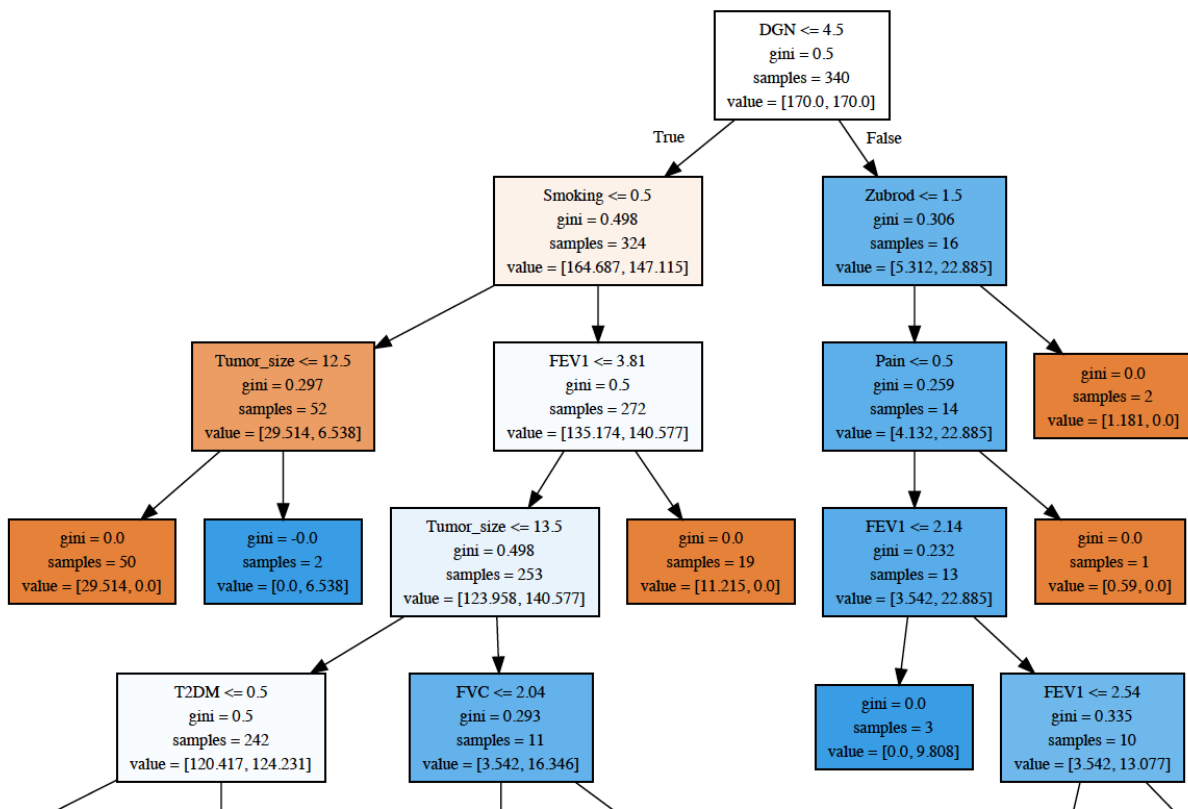 DGN <= 4.5
gini = 0.5
samples = 340
value = [170.0, 170.0]
True
False
Smoking <= 0.5
gini = 0.498
samples = 324
value = [164.687, 147.115]
Zubrod <= 1.5
gini = 0.306
samples = 16
value = [5.312, 22.885]
Tumor_size <= 12.5
gini = 0.297
samples = 52
value = [29.514, 6.538]
FEV1 <= 3.81
gini = 0.5
samples = 272
value = [135.174, 140.577]
Pain <= 0.5
gini = 0.259
samples = 14
value = [4.132, 22.885]
gini = 0.0
samples = 2
value = [1.181, 0.0]
gini = 0.0
samples = 50
value = [29.514, 0.0]
gini = -0.0
samples = 2
value = [0.0, 6.538]
Tumor_size <= 13.5
gini = 0.498
samples = 253
value = [123.958, 140.577]
gini = 0.0
samples = 19
value = [11.215, 0.0]
FEV1 <= 2.14
gini = 0.232
samples = 13
value = [3.542, 22.885]
gini = 0.0
samples = 1
value = [0.59, 0.0]
T2DM <= 0.5
gini = 0.5
samples = 242
value = [120.417, 124.231]
FVC <= 2.04
gini = 0.293
samples = 11
value = [3.542, 16.346]
gini = 0.0
samples = 3
value = [0.0, 9.808]
FEV1 <= 2.54
gini = 0.335
samples = 10
value = [3.542, 13.077]